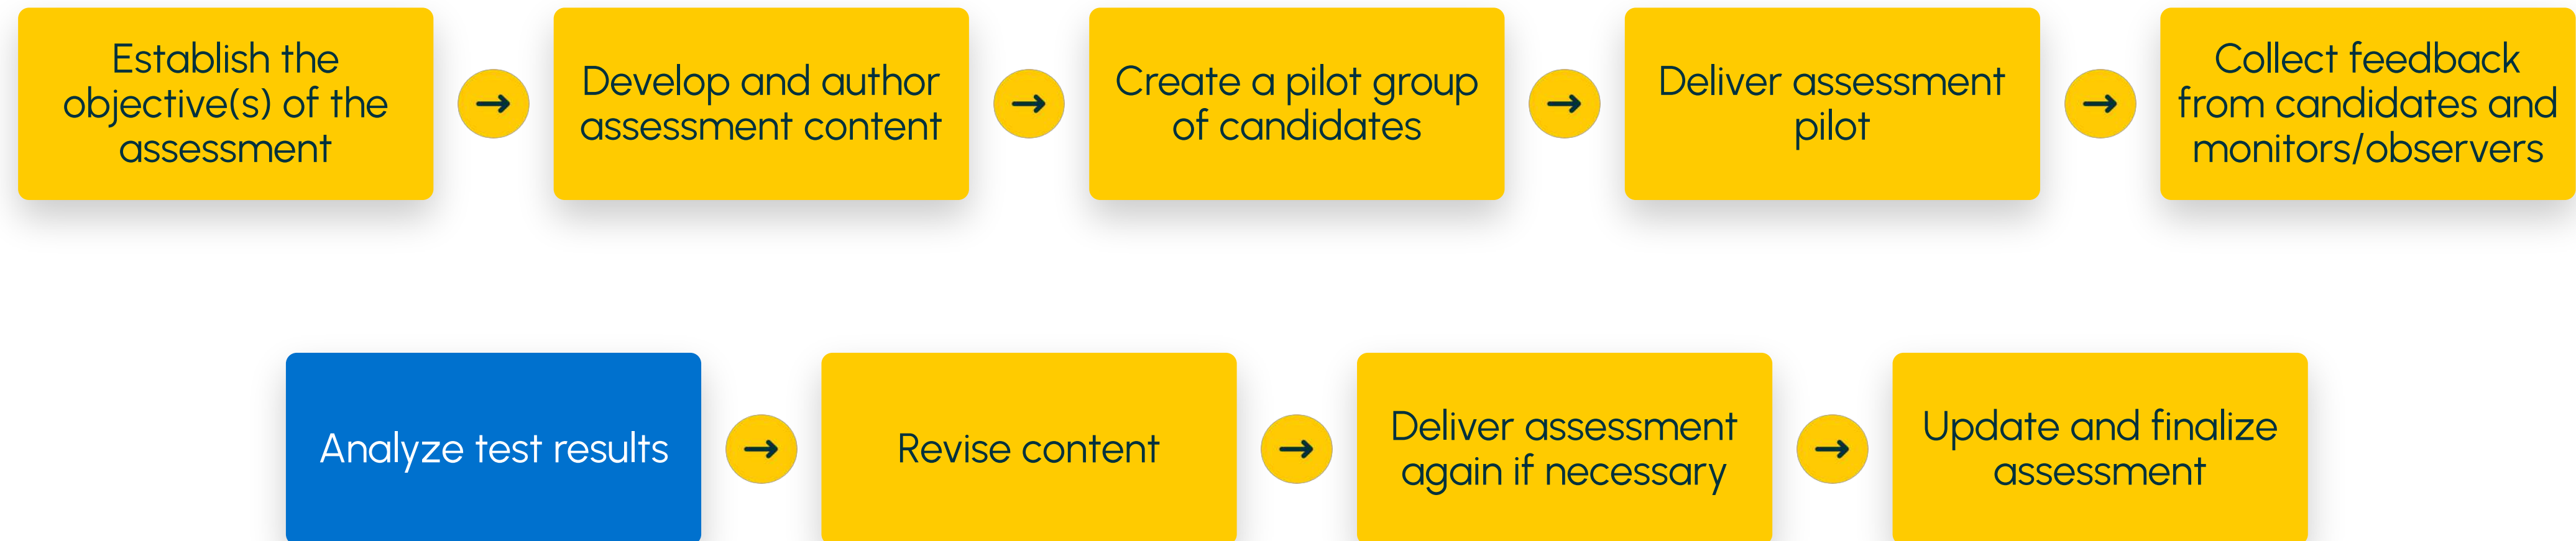 Establish the
objective(s) of the
assessment
Develop and author
assessment content
Create a pilot group
of candidates
Deliver assessment
pilot
Collect feedback
from candidates and
monitors/observers
Analyze test results
Revise content
Deliver assessment
again if necessary
Update and finalize
assessment